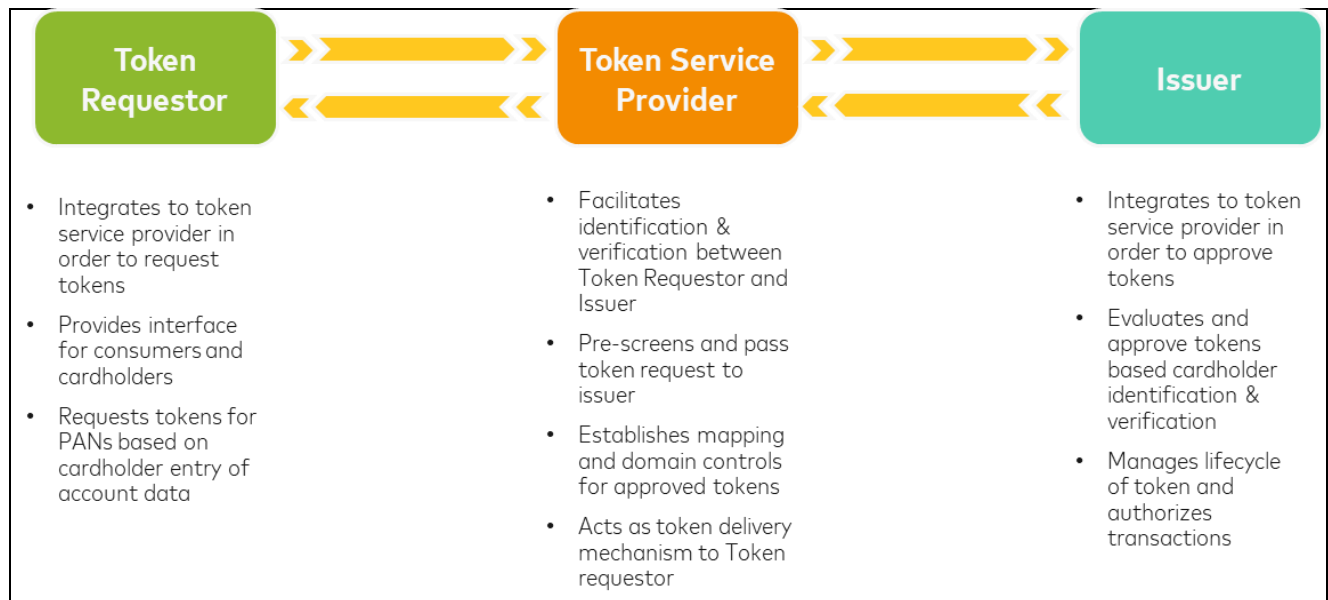 Token
Requestor
Token Service
Provider
Issuer
• Integrates to token
service provider in
order to request
tokens
• Provides interface
for consumers and
cardholders
• Requests tokens for
PANs based on
cardholder entry of
account data
• Facilitates
identification &
verification between
Token Requestor and
Issuer
• Pre-screens and pass
token request to
issuer
• Establishes mapping
and domain controls
for approved tokens
• Acts as token delivery
mechanism to Token
requestor
• Integrates to token
service provider in
order to approve
tokens
• Evaluates and
approve tokens
based cardholder
identification &
verification
• Manages lifecycle
of token and
authorizes
transactions